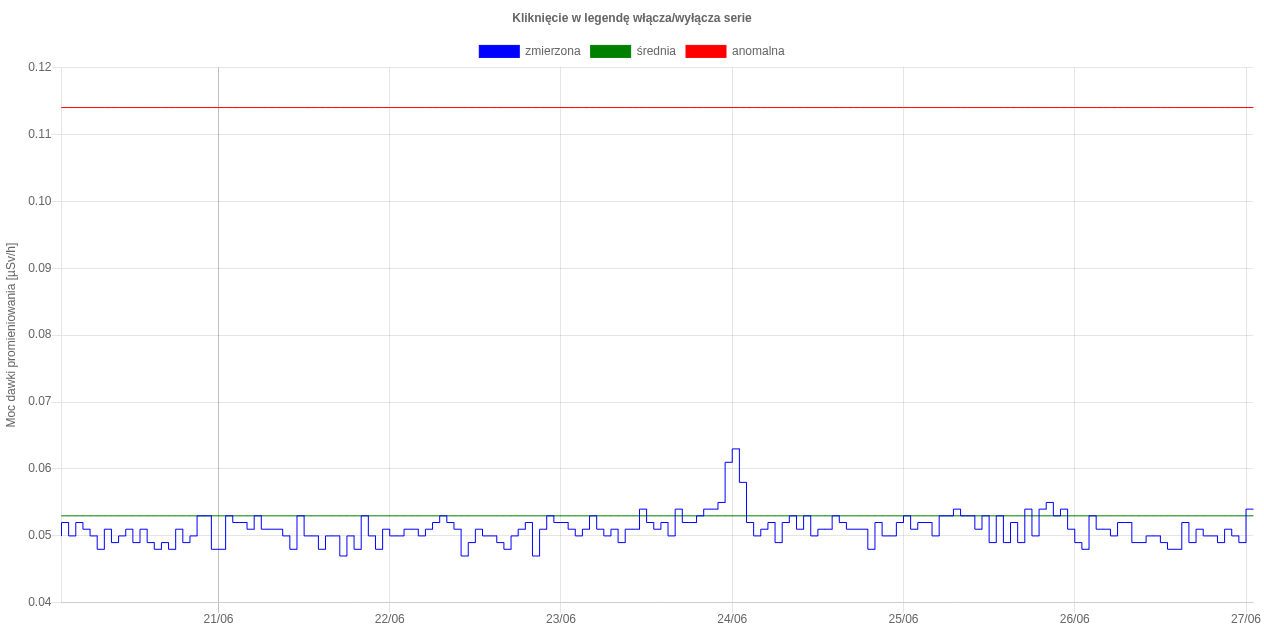 Kliknięcie w legendę włącza/wyłącza serie
zmierzona średnia anomalna
Moc dawki promieniowania [µSv/h]
0.12
0.11
0.10
0.09
0.08
0.07
0.06
0.05
0.04
21/06 22/06 23/06 24/06 25/06 26/06 27/06